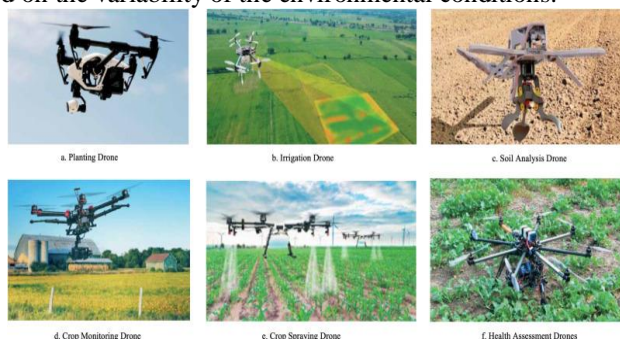 d on the variability of the environmental conditions.
a. Planting Drone
b. Irrigation Drone
c. Soil Analysis Drone
d. Crop Monitoring Drone
e. Crop Spraying Drone
f. Health Assessment Drones